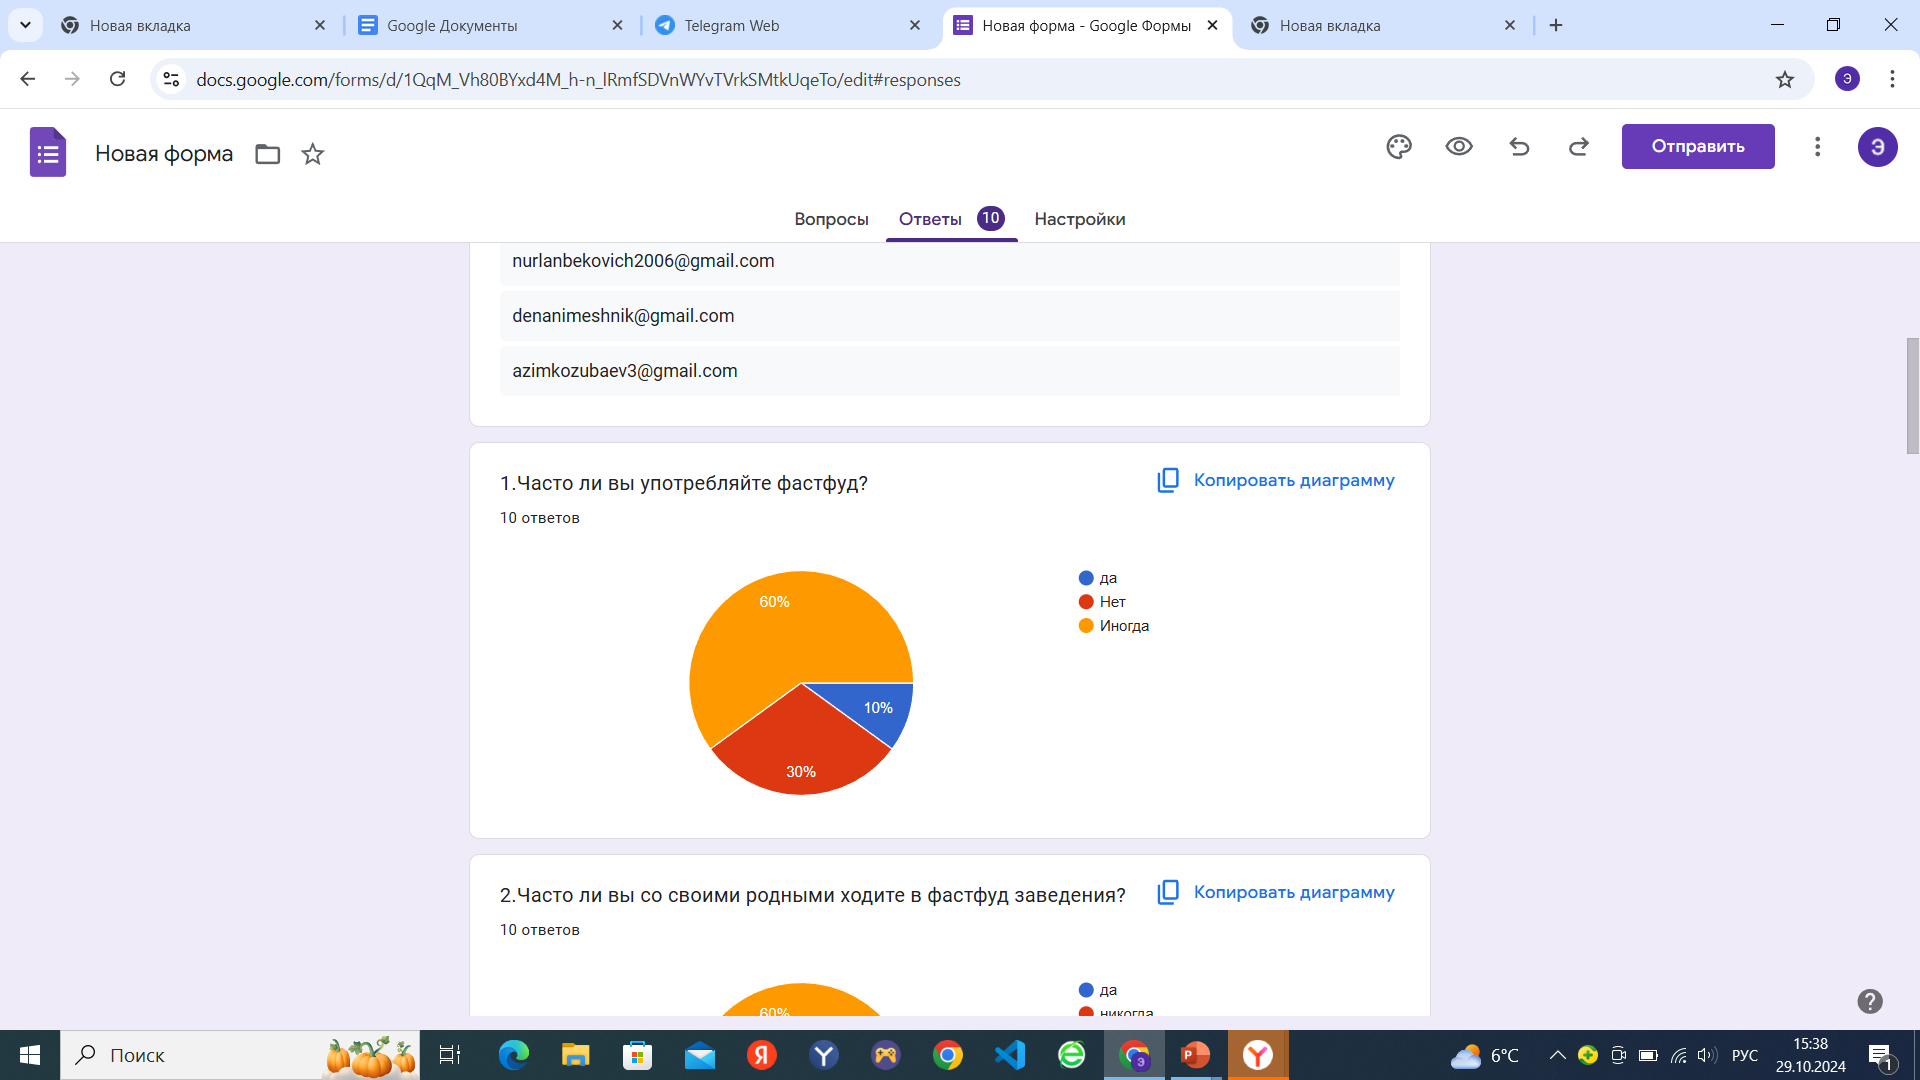 Новая вкладка
Google Документы
Telegram Web
Новая форма - Google Формы
Новая вкладка
docs.google.com/forms/d/1QqM_Vh80BYxd4M_h-n_lRmfSDVnWYvTVrkSMtkUqeTo/edit#responses
Э
Новая форма
Отправить
Э
Вопросы
Ответы 10
Настройки
nurlanbekovich2006@gmail.com
denanimeshnik@gmail.com
azimkozubaev3@gmail.com
1.Часто ли вы употребляйте фастфуд?
Копировать диаграмму
10 ответов
да
Нет
Иногда
60%
10%
30%
2.Часто ли вы со своими родными ходите в фастфуд заведения?
Копировать диаграмму
10 ответов
да
никогда
60%
Поиск
6°C
РУС
15:38
29.10.2024
1